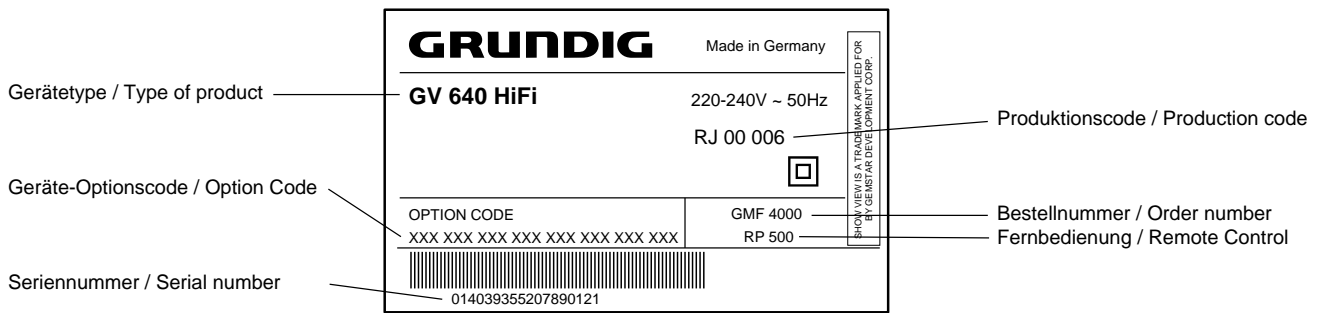 GRUNDIG
Made in Germany
Gerätetype / Type of product
GV 640 HiFi
220-240V ~ 50Hz
RJ 00 006
Produktionscode / Production code
SHOW VIEW IS A TRADE MARK APPLIED FOR
BY GEMSTAR DEVELOPMENT CORP.
Geräte-Optionscode / Option Code
OPTION CODE
XXX XXX XXX XXX XXX XXX XXX XXX
GMF 4000
Bestellnummer / Order number
RP 500
Fernbedienung / Remote Control
Seriennummer / Serial number
014039355207890121